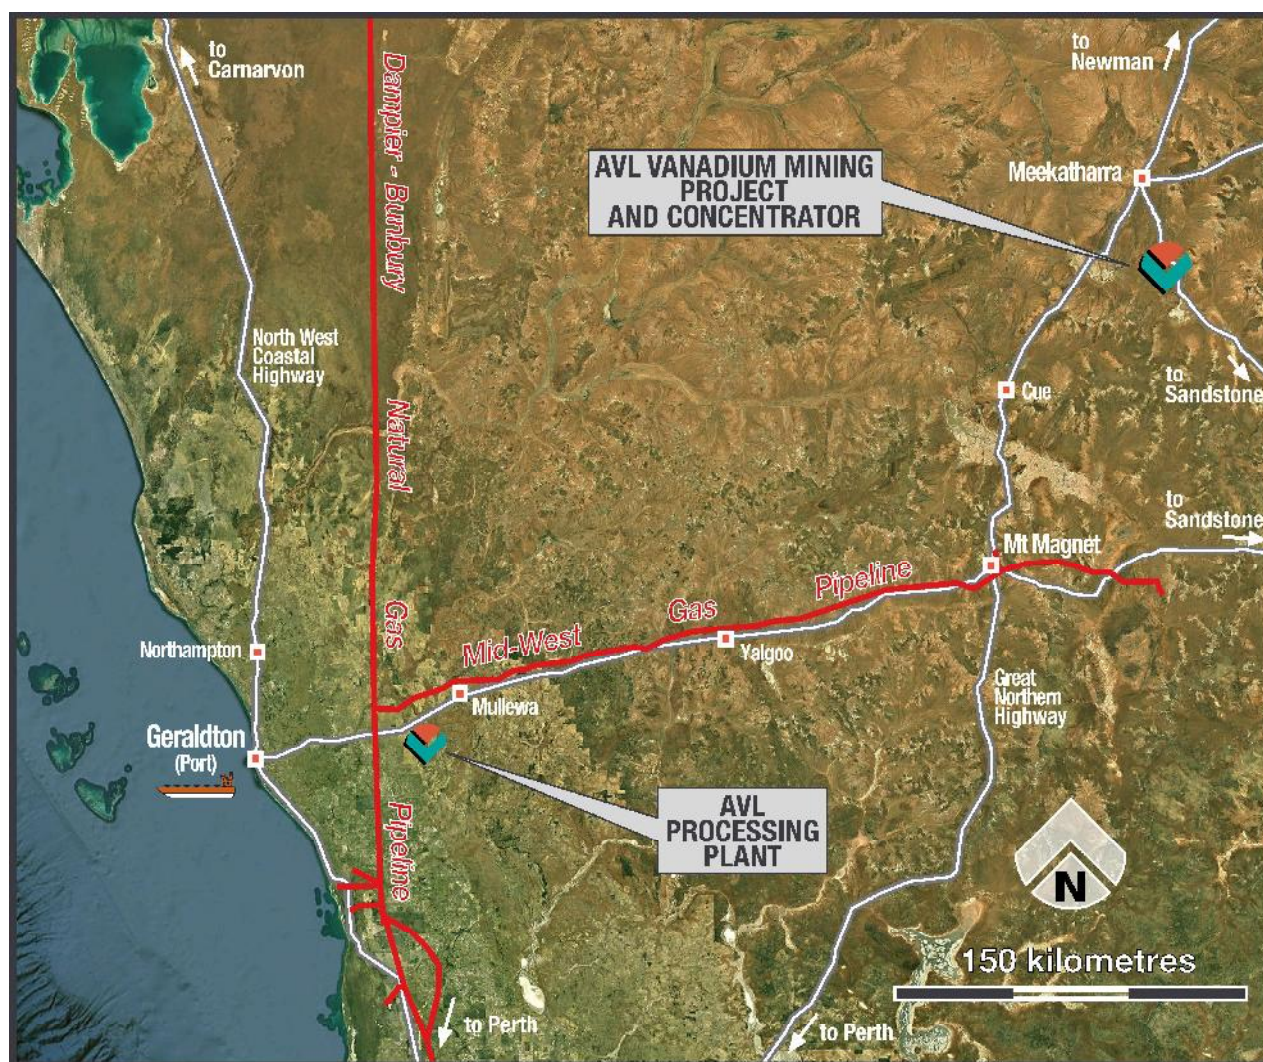 to
Carnarvon
to
Newman
Dampier - Bunbury
Natural
Gas
Pipeline
AVL VANADIUM MINING
PROJECT
AND CONCENTRATOR
Meekatharra
North West
Coastal
Highway
to
Sandstone
Cue
to
Sandstone
Mt Magnet
Mid-West
Gas
Pipeline
Northampton
Yalgoo
Mullewa
Great
Northern
Highway
Geraldton
(Port)
AVL
PROCESSING
PLANT
N
150 kilometres
to Perth
to Perth